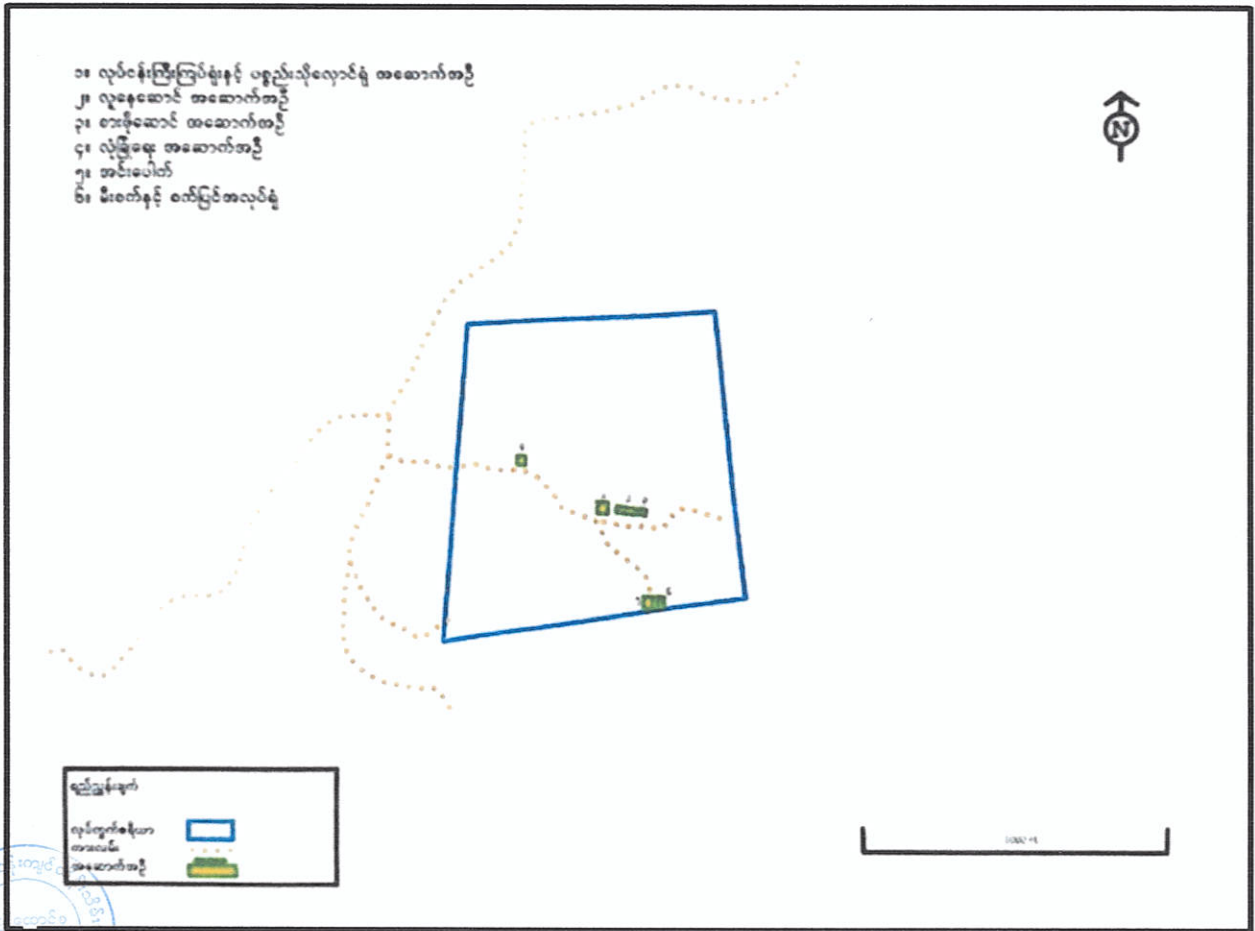 ၁။ လုပ်ငန်းကြီးကြပ်ရုံးနှင့် ပစ္စည်းသိုလှောင်ရုံ အဆောက်အဦ
၂။ လူနေဆောင် အဆောက်အဦ
၃။ စားဖိုဆောင် အဆောက်အဦ
၄။ လုံခြုံရေး အဆောက်အဦ
၅။ အင်းပေါက်
၆။ မီးစက်နှင့် စက်ပြင်အလုပ်ရုံ
N
ရည်ညွှန်းချက်
လုပ်ကွက်ဧရိယာ
ကားလမ်း
အဆောက်အဦ